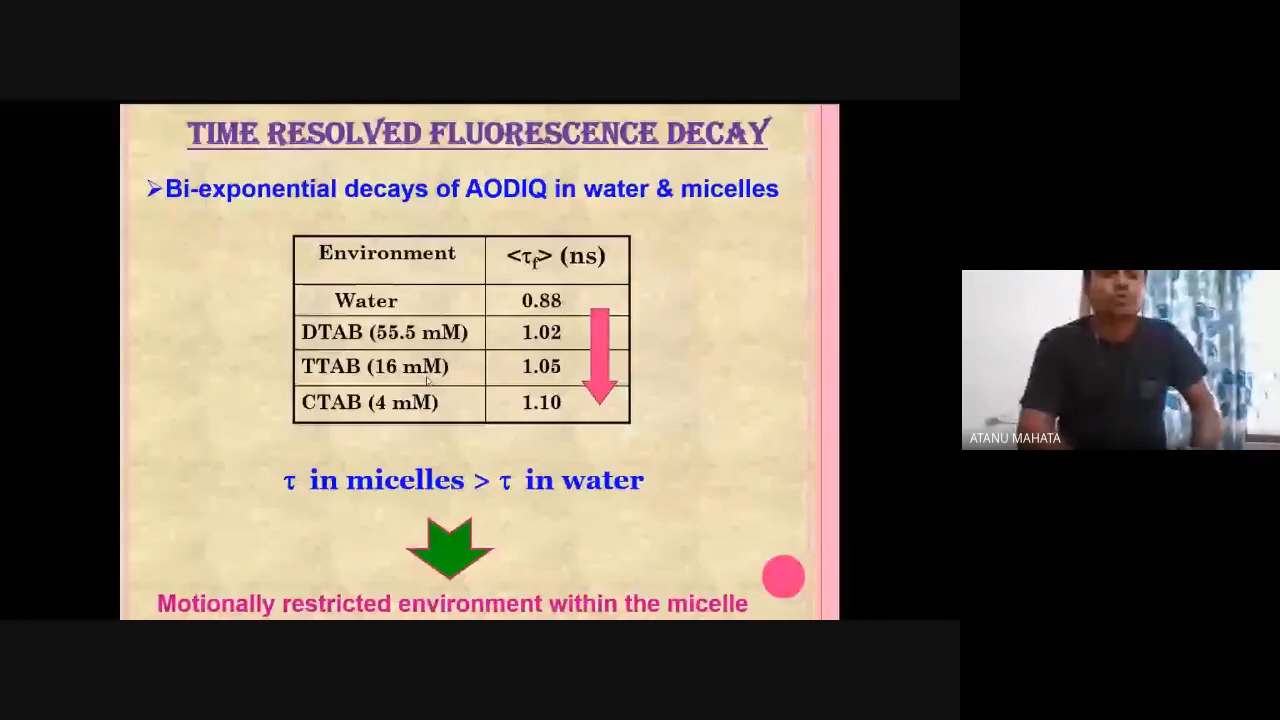 TIME RESOLVED FLUORESCENCE DECAY
➢Bi-exponential decays of AODIQ in water & micelles
Environment <τf> (ns)
Water 0.88
DTAB (55.5 mM) 1.02
TTAB (16 mM) 1.05
CTAB (4 mM) 1.10
τ in micelles > τ in water
Motionally restricted environment within the micelle
ATANU MAHATA